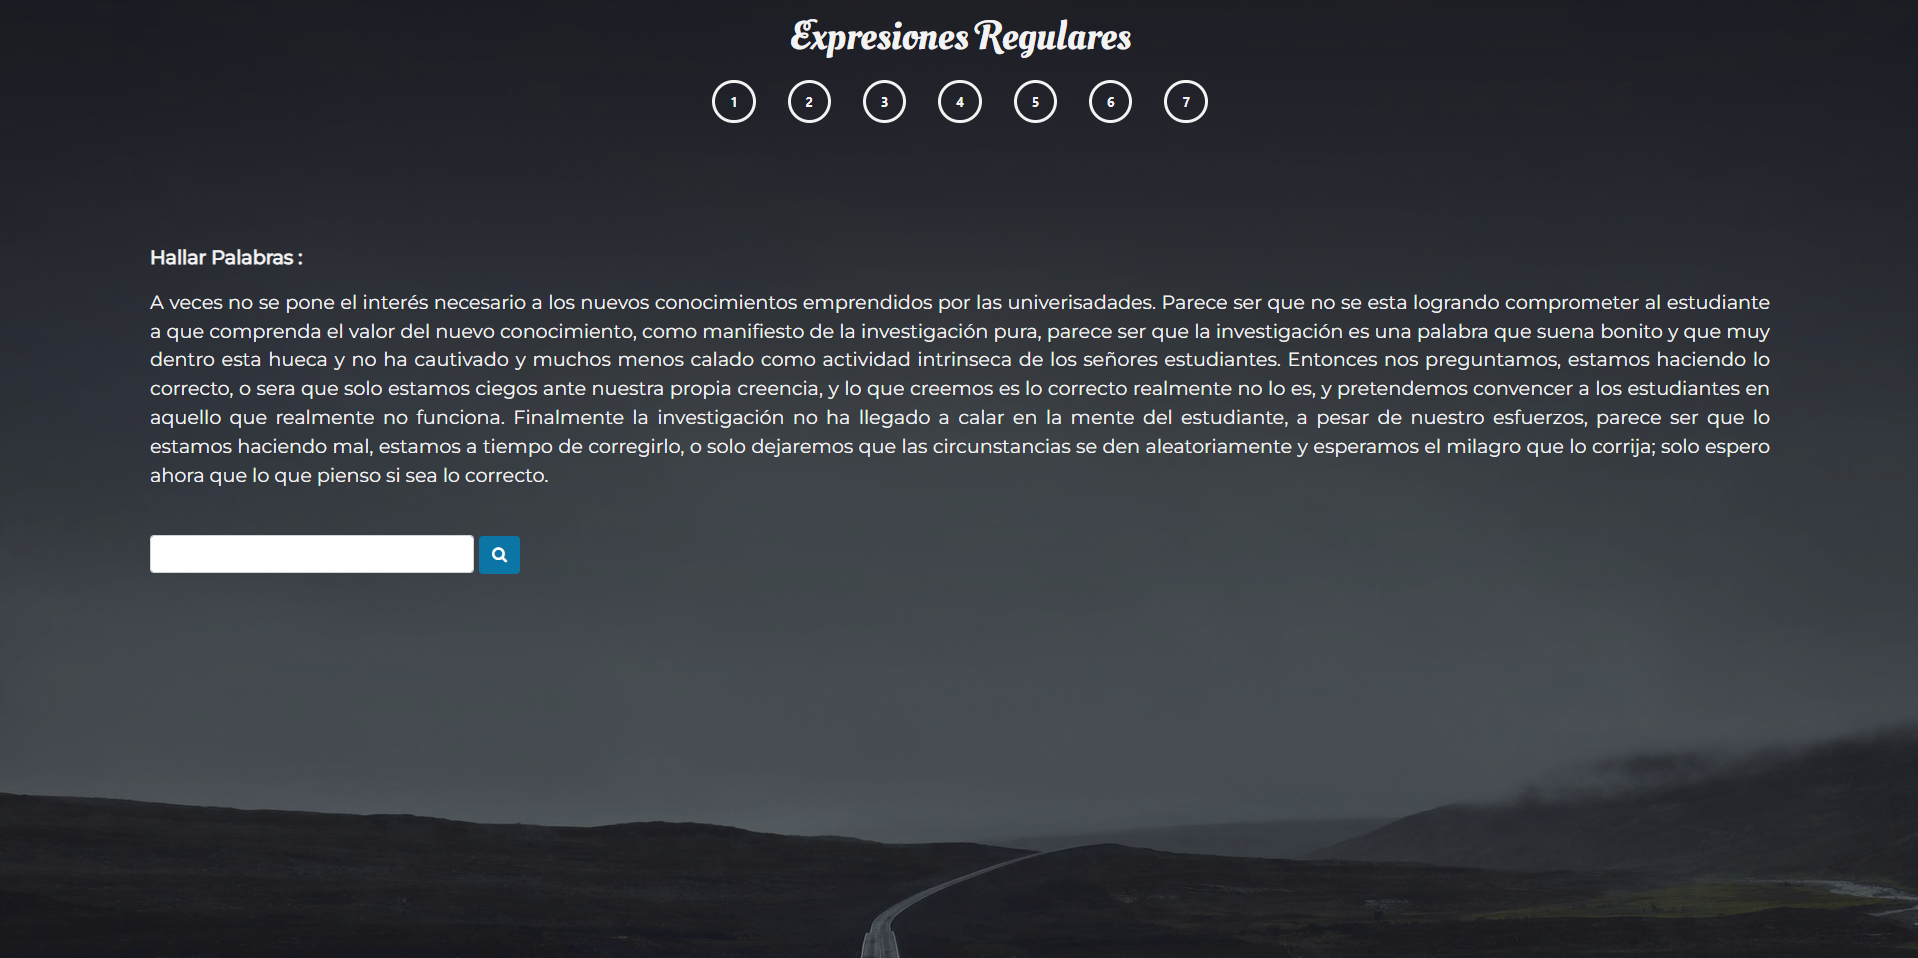 Expresiones Regulares
1 2 3 4 5 6 7
Hallar Palabras :
A veces no se pone el interés necesario a los nuevos conocimientos emprendidos por las univerisadades. Parece ser que no se esta logrando comprometer al estudiante
a que comprenda el valor del nuevo conocimiento, como manifiesto de la investigación pura, parece ser que la investigación es una palabra que suena bonito y que muy
dentro esta hueca y no ha cautivado y muchos menos calado como actividad intrinseca de los señores estudiantes. Entonces nos preguntamos, estamos haciendo lo
correcto, o sera que solo estamos ciegos ante nuestra propia creencia, y lo que creemos es lo correcto realmente no lo es, y pretendemos convencer a los estudiantes en
aquello que realmente no funciona. Finalmente la investigación no ha llegado a calar en la mente del estudiante, a pesar de nuestro esfuerzos, parece ser que lo
estamos haciendo mal, estamos a tiempo de corregirlo, o solo dejaremos que las circunstancias se den aleatoriamente y esperamos el milagro que lo corrija; solo espero
ahora que lo que pienso si sea lo correcto.